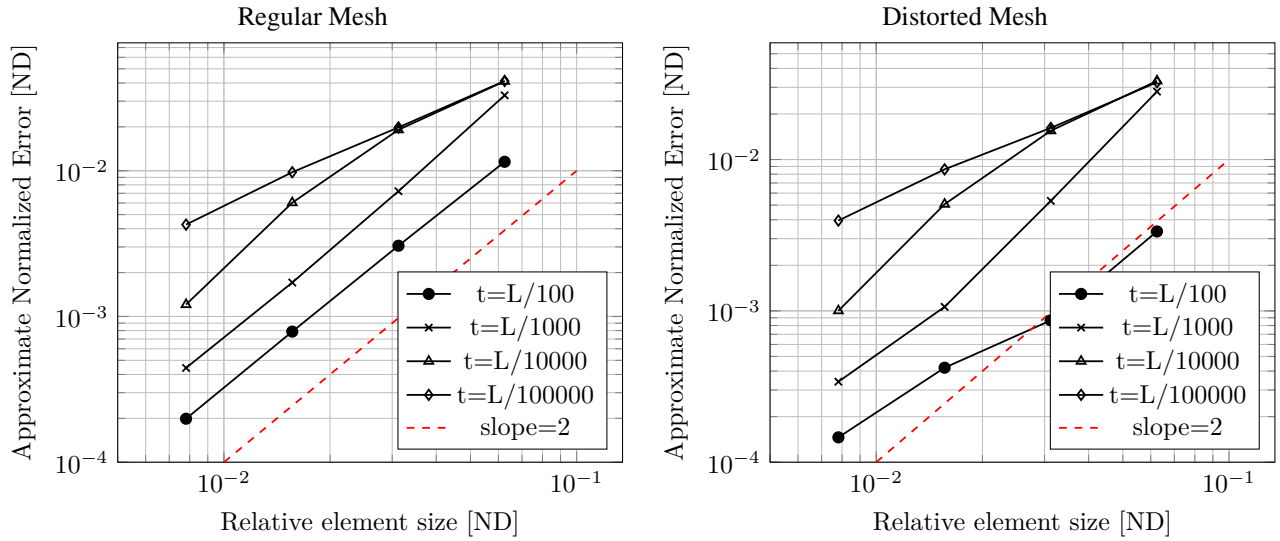 Regular Mesh
Approximate Normalized Error [ND]
10^-2
10^-3
10^-4
10^-2
10^-1
Relative element size [ND]
t=L/100
t=L/1000
t=L/10000
t=L/100000
slope=2
Distorted Mesh
Approximate Normalized Error [ND]
10^-2
10^-3
10^-4
10^-2
10^-1
Relative element size [ND]
t=L/100
t=L/1000
t=L/10000
t=L/100000
slope=2